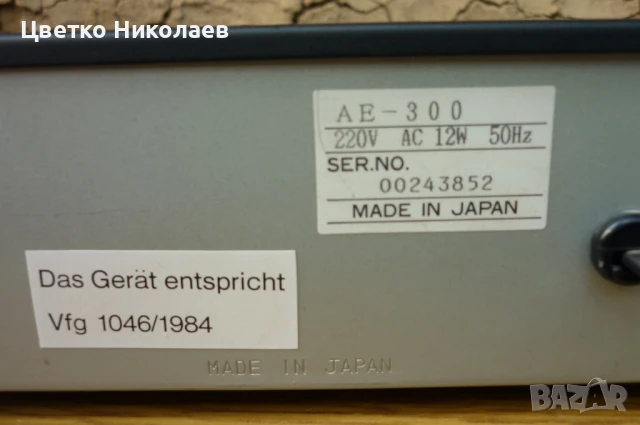 Цветко Николаев
AE-300
220V AC 12W 50Hz
SER.NO.
00243852
MADE IN JAPAN
Das Gerät entspricht
Vfg 1046/1984
MADE IN JAPAN
BAZAR